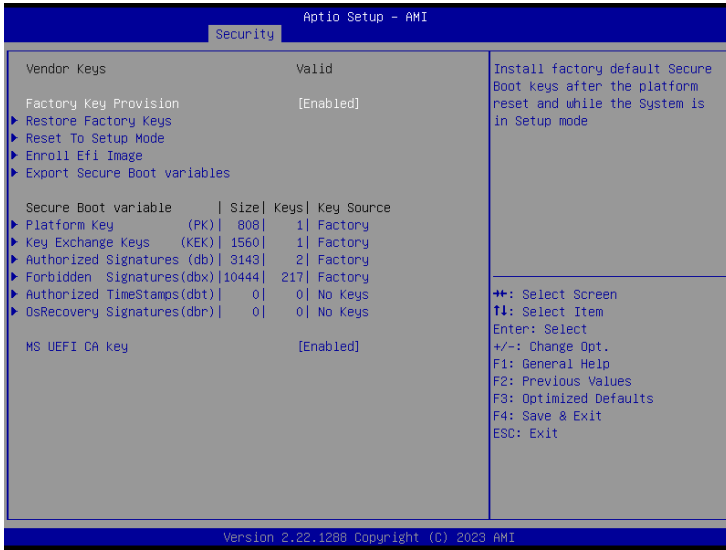 Aptio Setup – AMI
Security
Vendor Keys Valid
Factory Key Provision [Enabled]
▶ Restore Factory Keys
▶ Reset To Setup Mode
▶ Enroll Efi Image
▶ Export Secure Boot variables
Secure Boot variable | Size| Keys| Key Source
▶ Platform Key (PK)| 808| 1| Factory
▶ Key Exchange Keys (KEK)| 1560| 1| Factory
▶ Authorized Signatures (db)| 3143| 2| Factory
▶ Forbidden Signatures(dbx)|10444| 217| Factory
▶ Authorized TimeStamps(dbt)| 0| 0| No Keys
▶ OsRecovery Signatures(dbr)| 0| 0| No Keys
MS UEFI CA key [Enabled]
Install factory default Secure
Boot keys after the platform
reset and while the System is
in Setup mode
→←: Select Screen
↑↓: Select Item
Enter: Select
+/-: Change Opt.
F1: General Help
F2: Previous Values
F3: Optimized Defaults
F4: Save & Exit
ESC: Exit
Version 2.22.1288 Copyright (C) 2023 AMI